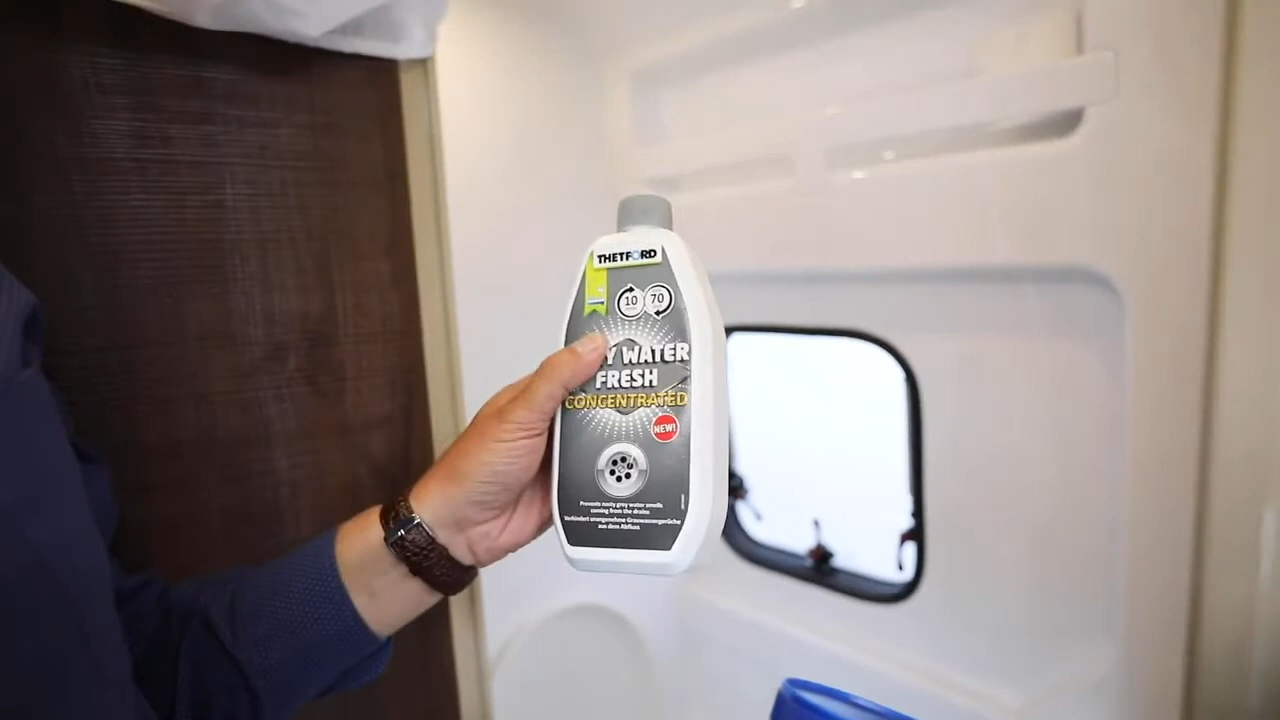 THETFORD
10 70
Y WATER
FRESH
CONCENTRATED
NEW!
Prevents nasty grey water smells
coming from the drains
Verhindert unangenehme Grauwassergerüche
aus dem Abfluss